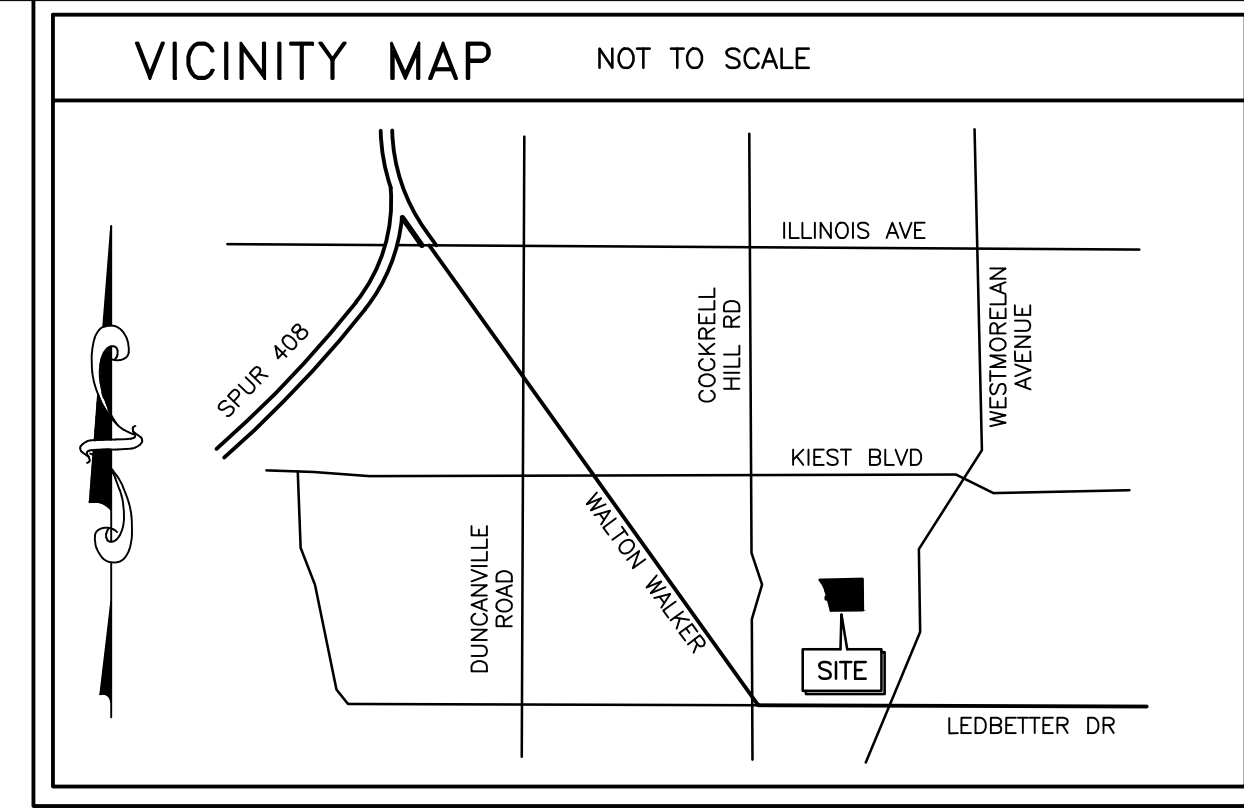 VICINITY MAP NOT TO SCALE
ILLINOIS AVE
SPUR 408
COCKRELL
HILL RD
WESTMORELAN
AVENUE
KIEST BLVD
DUNCANVILLE
ROAD
WALTON WALKER
SITE
LEDBETTER DR